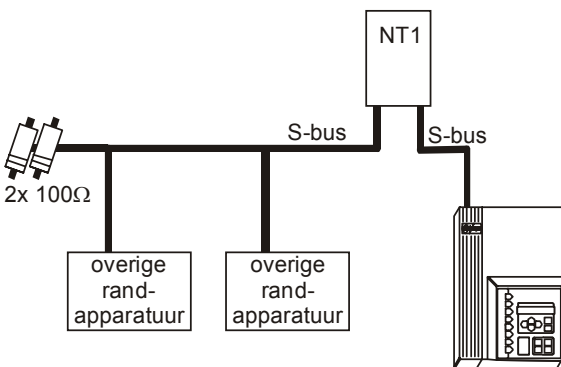 NT1
S-bus
S-bus
2x 100Ω
overige
rand-
apparatuur
overige
rand-
apparatuur